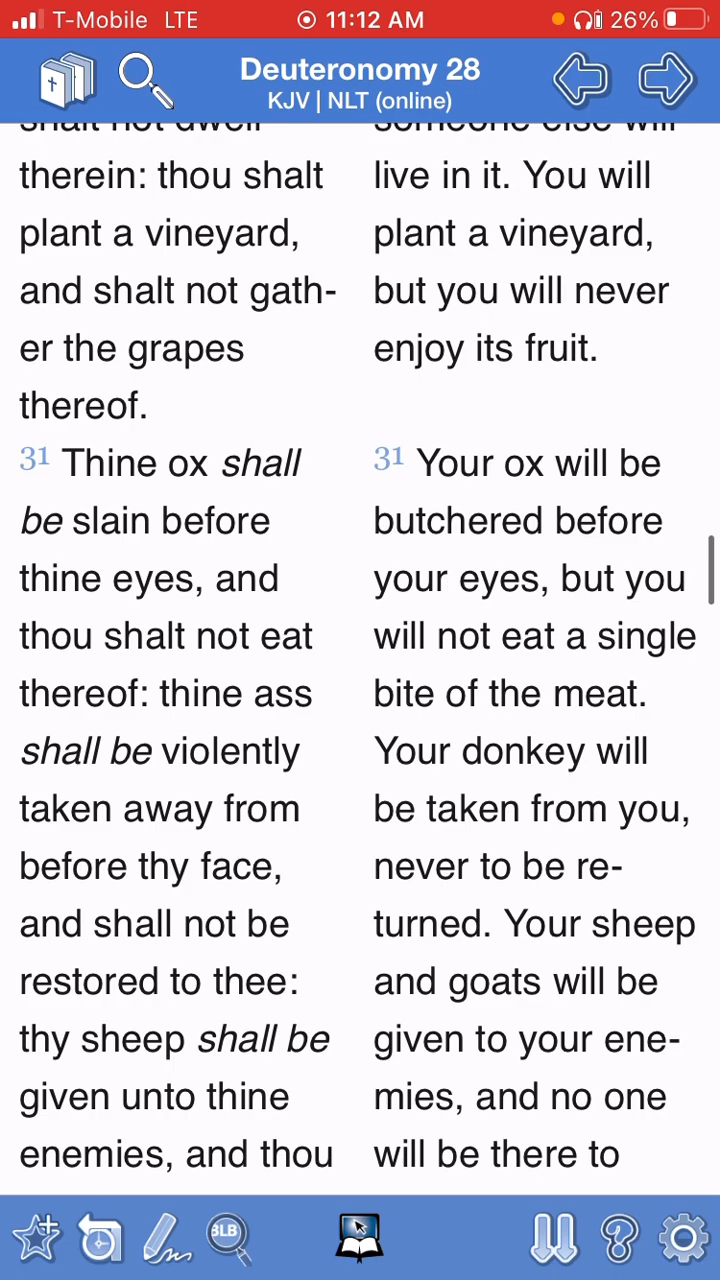 T-Mobile LTE 11:12 AM 26%
Deuteronomy 28
KJV | NLT (online)
shall not dwell
therein: thou shalt
plant a vineyard,
and shalt not gath-
er the grapes
thereof.
31 Thine ox shall
be slain before
thine eyes, and
thou shalt not eat
thereof: thine ass
shall be violently
taken away from
before thy face,
and shall not be
restored to thee:
thy sheep shall be
given unto thine
enemies, and thou
someone else will
live in it. You will
plant a vineyard,
but you will never
enjoy its fruit.
31 Your ox will be
butchered before
your eyes, but you
will not eat a single
bite of the meat.
Your donkey will
be taken from you,
never to be re-
turned. Your sheep
and goats will be
given to your ene-
mies, and no one
will be there to
BLB